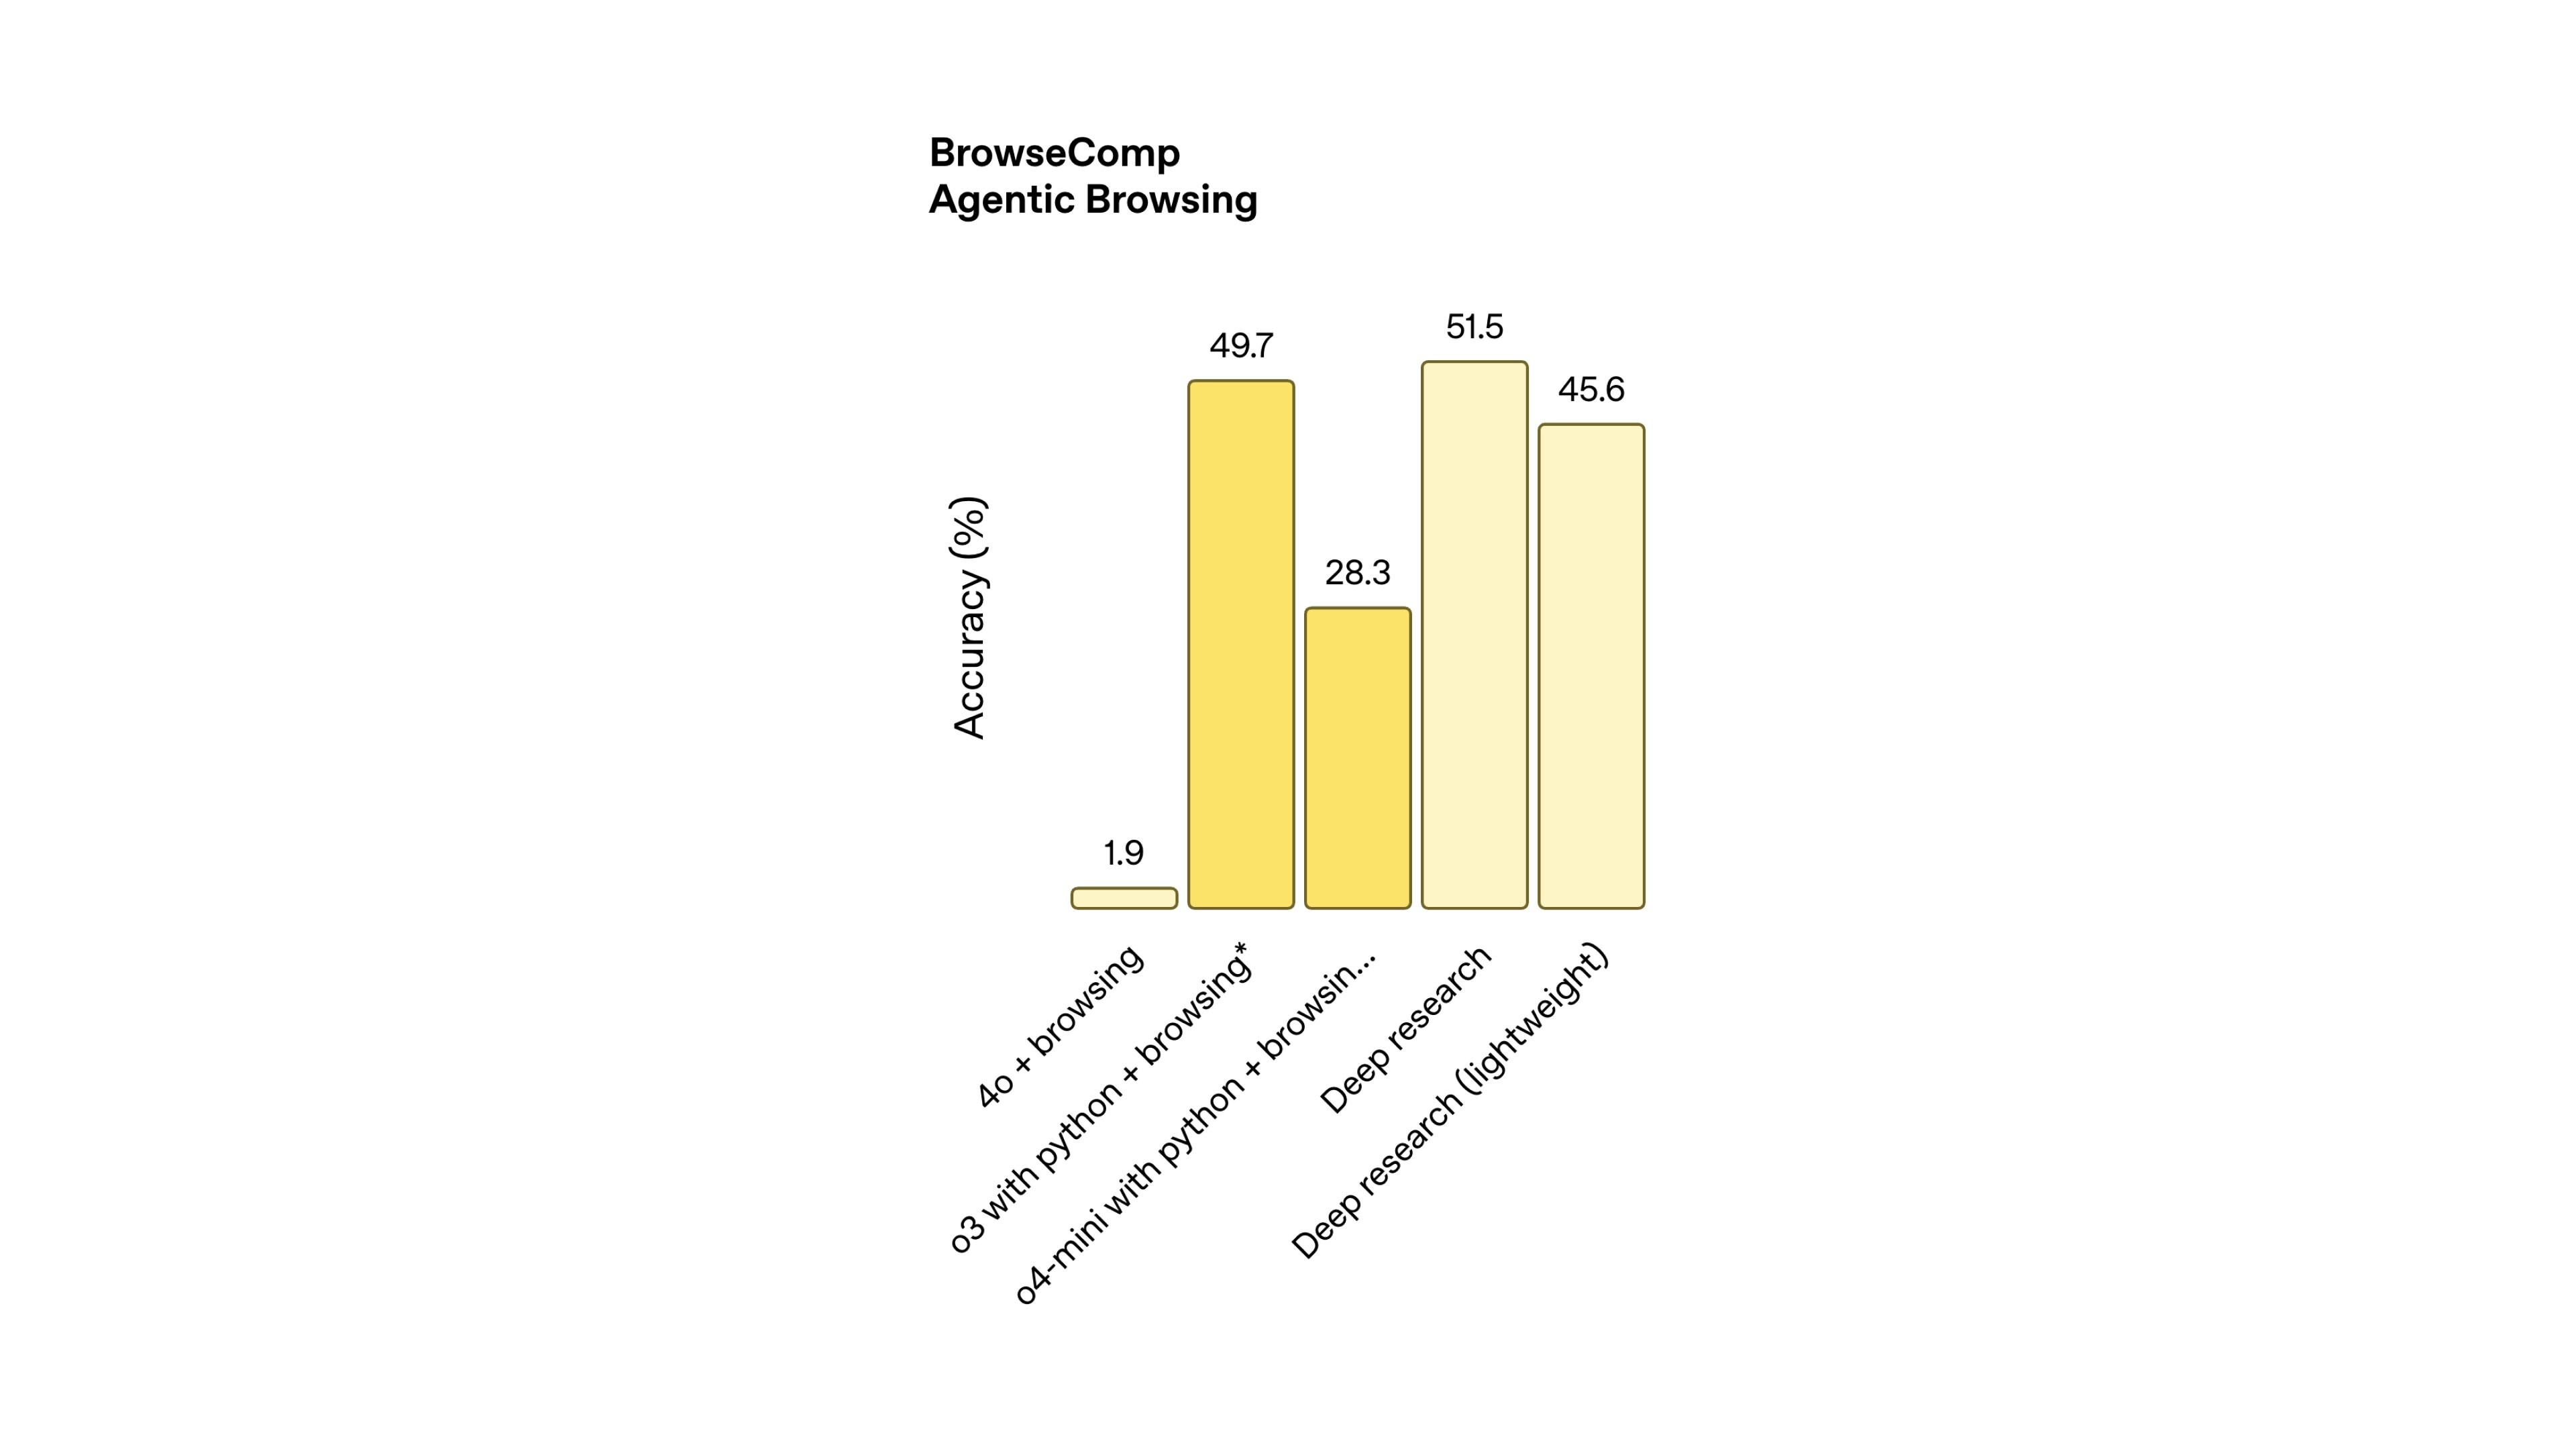 BrowseComp
Agentic Browsing
Accuracy (%)
1.9
49.7
28.3
51.5
45.6
4o + browsing
o3 with python + browsing*
o4-mini with python + browsin...
Deep research
Deep research (lightweight)